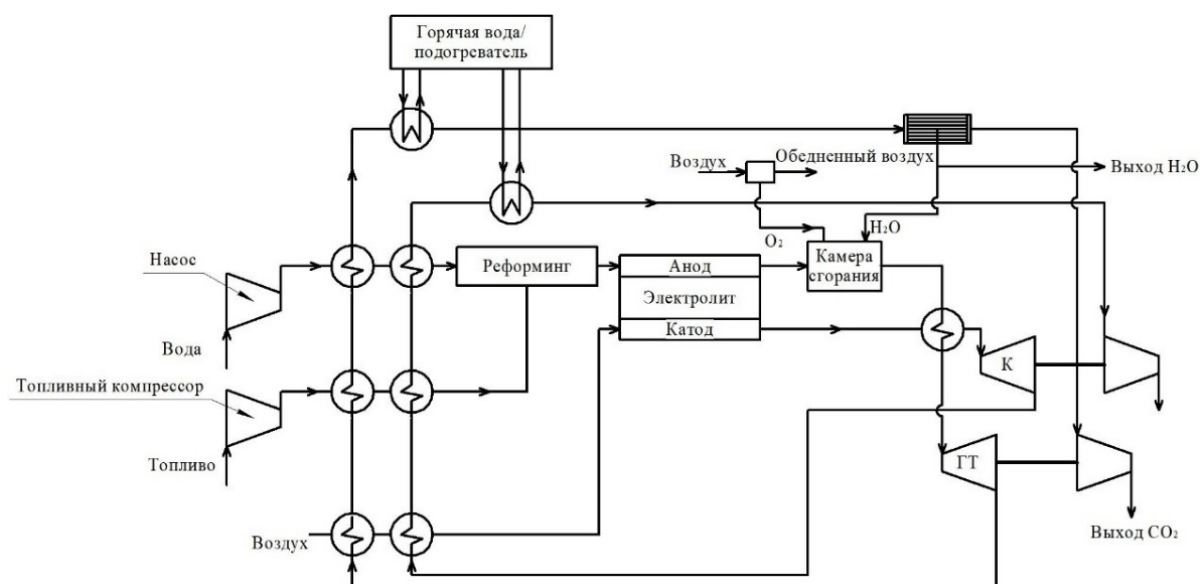 Горячая вода/
подогреватель
Воздух
Обедненный воздух
Выход H₂O
O₂
H₂O
Насос
Реформинг
Анод
Камера
сгорания
Электролит
Вода
Катод
Топливный компрессор
К
Топливо
ГТ
Воздух
Выход CO₂